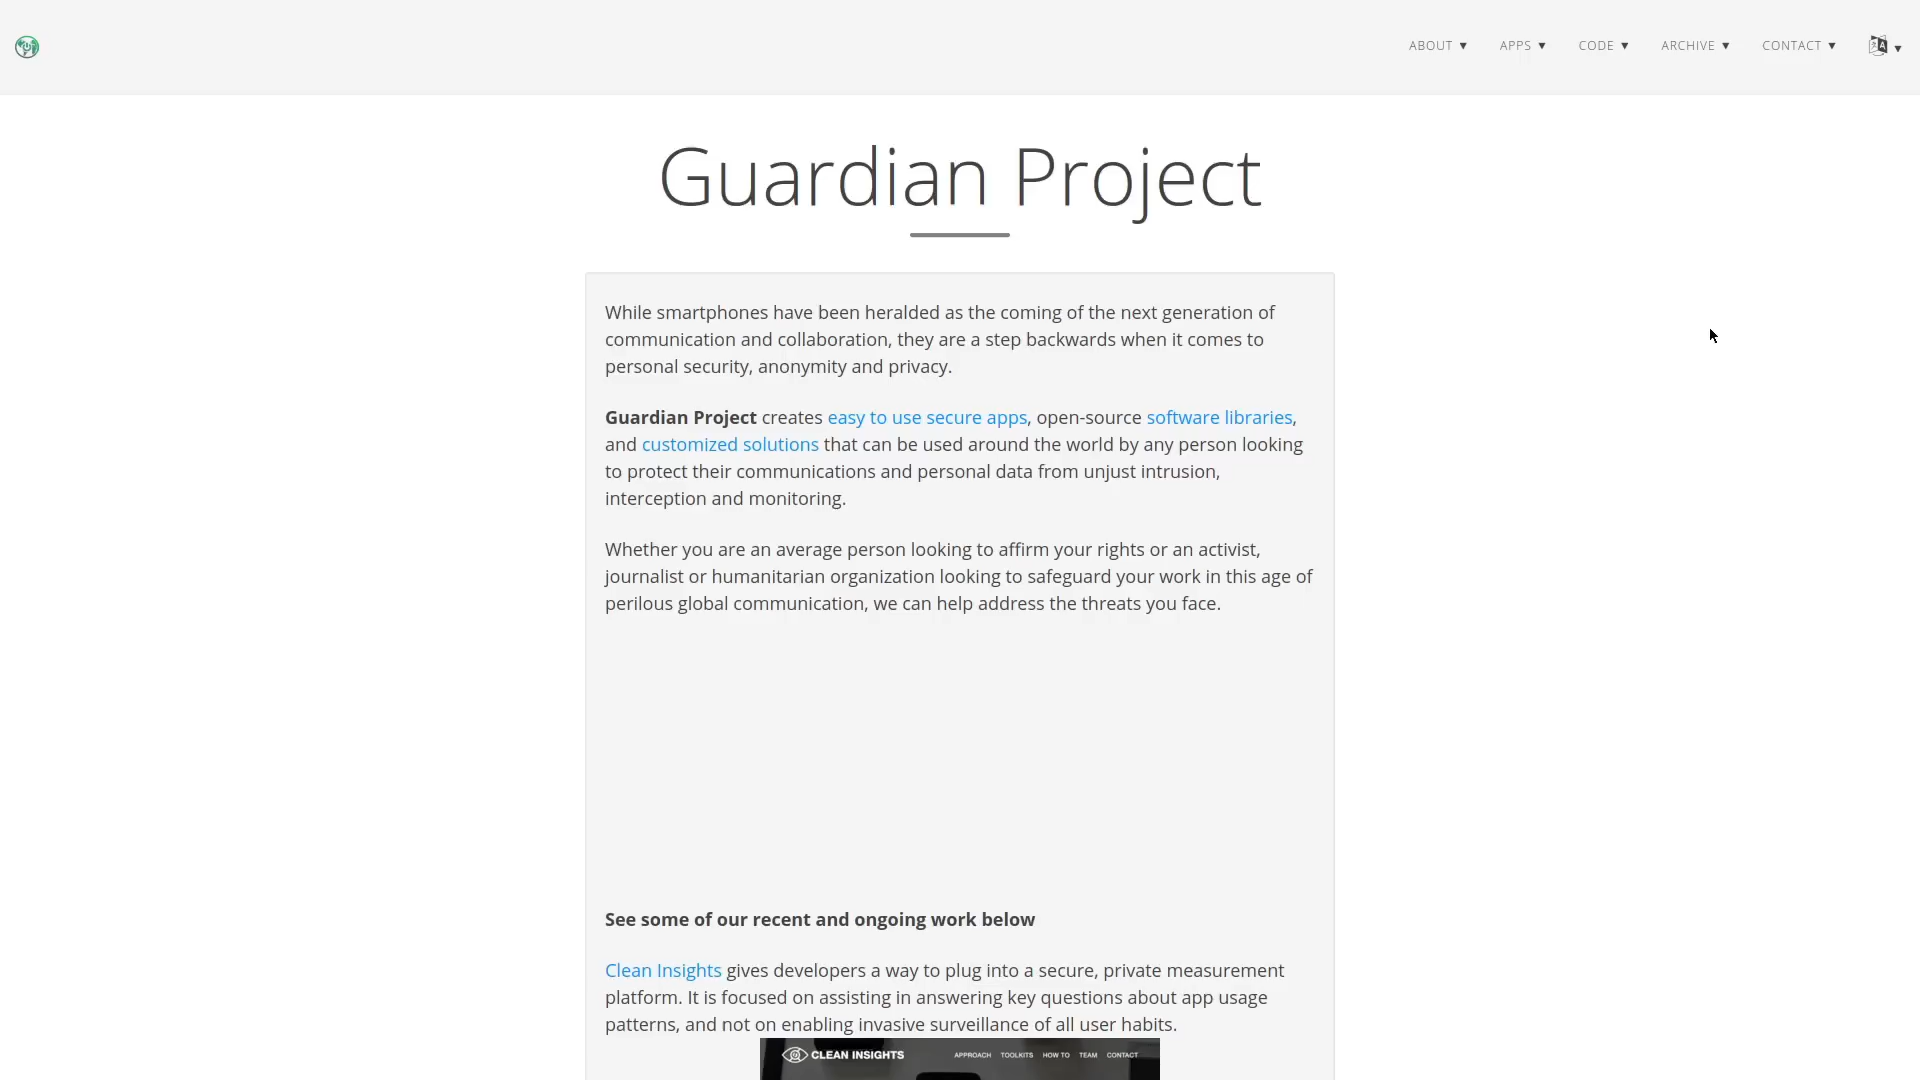 ABOUT ▼ APPS ▼ CODE ▼ ARCHIVE ▼ CONTACT ▼
Guardian Project
While smartphones have been heralded as the coming of the next generation of
communication and collaboration, they are a step backwards when it comes to
personal security, anonymity and privacy.
Guardian Project creates easy to use secure apps, open-source software libraries,
and customized solutions that can be used around the world by any person looking
to protect their communications and personal data from unjust intrusion,
interception and monitoring.
Whether you are an average person looking to affirm your rights or an activist,
journalist or humanitarian organization looking to safeguard your work in this age of
perilous global communication, we can help address the threats you face.
See some of our recent and ongoing work below
Clean Insights gives developers a way to plug into a secure, private measurement
platform. It is focused on assisting in answering key questions about app usage
patterns, and not on enabling invasive surveillance of all user habits.
CLEAN INSIGHTS APPROACH TOOLKITS HOW TO TEAM CONTACT